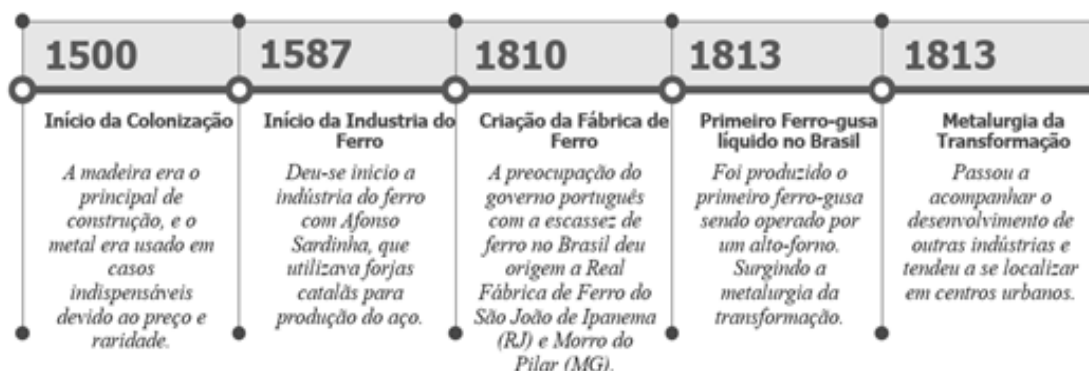 1500
Início da Colonização
A madeira era o
principal de
construção, e o
metal era usado em
casos
indispensáveis
devido ao preço e
raridade.
1587
Início da Industria do
Ferro
Deu-se inicio a
indústria do ferro
com Afonso
Sardinha, que
utilizava forjas
catalãs para
produção do aço.
1810
Criação da Fábrica de
Ferro
A preocupação do
governo português
com a escassez de
ferro no Brasil deu
origem a Real
Fábrica de Ferro do
São João de Ipanema
(RJ) e Morro do
Pilar (MG).
1813
Primeiro Ferro-gusa
líquido no Brasil
Foi produzido o
primeiro ferro-gusa
sendo operado por
um alto-forno.
Surgindo a
metalurgia da
transformação.
1813
Metalurgia da
Transformação
Passou a
acompanhar o
desenvolvimento de
outras indústrias e
tendeu a se localizar
em centros urbanos.